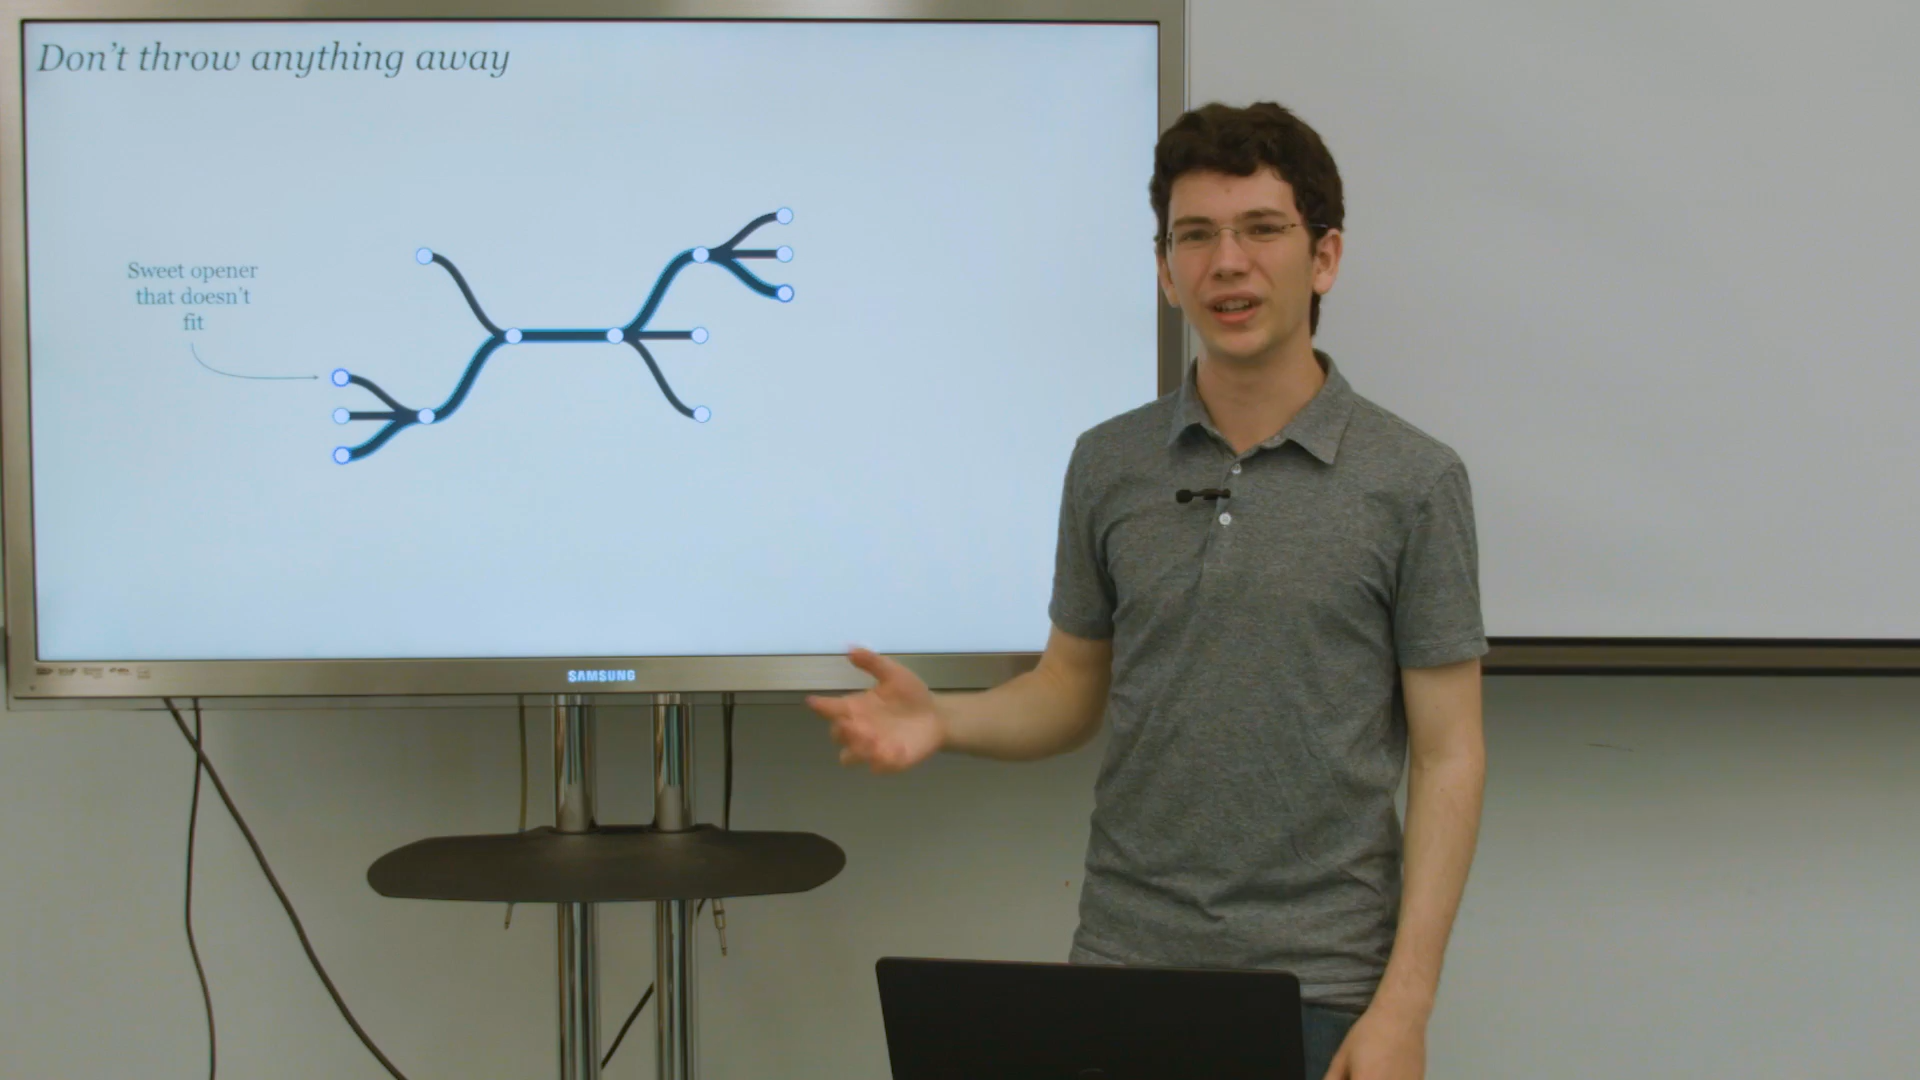 Don't throw anything away
Sweet opener
that doesn't
fit
SAMSUNG